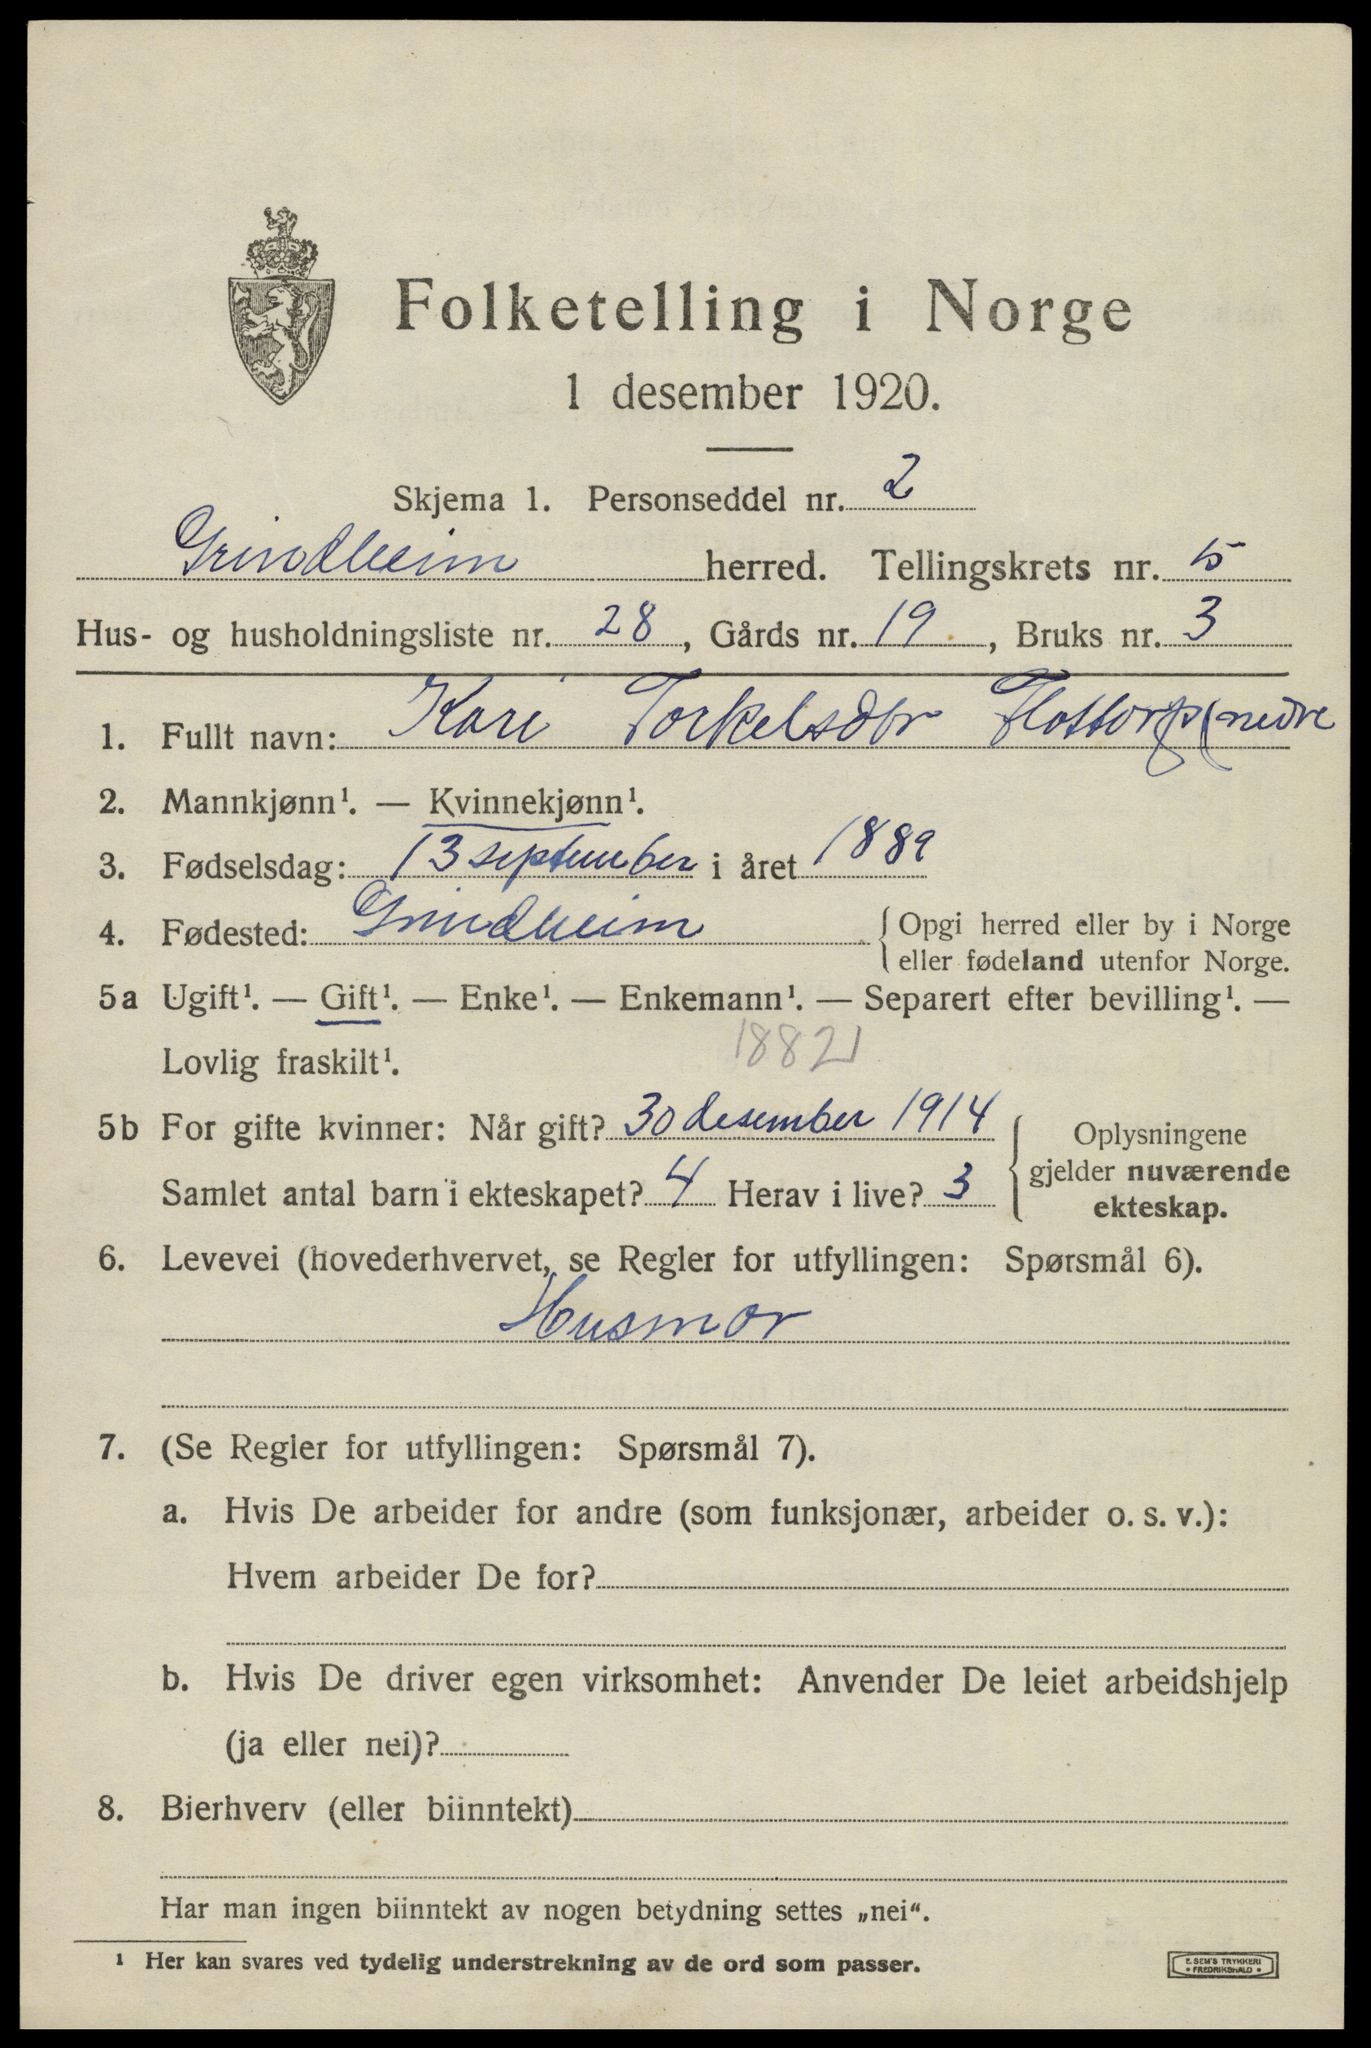 Folketelling i Norge
1 desember 1920.
Skjema 1. Personseddel nr. 2
Grindheim herred. Tellingskrets nr. 5
Hus- og husholdningsliste nr. 28, Gårds nr. 19, Bruks nr. 3
1. Fullt navn: Kari Torkelsdtr Flottorp (nedre
2. Mannkjønn¹. — Kvinnekjønn¹.
3. Fødselsdag: 13 september i året 1889
4. Fødested: Grindheim {Opgi herred eller by i Norge
eller fødeland utenfor Norge.
5a Ugift¹. — Gift¹. — Enke¹. — Enkemann¹. — Separert efter bevilling¹. —
Lovlig fraskilt¹. 1882
5b For gifte kvinner: Når gift? 30 desember 1914 { Oplysningene
gjelder nuværende
Samlet antal barn i ekteskapet? 4 Herav i live? 3
ekteskap.
6. Levevei (hovederhvervet, se Regler for utfyllingen: Spørsmål 6).
Husmor
7. (Se Regler for utfyllingen: Spørsmål 7).
a. Hvis De arbeider for andre (som funksjonær, arbeider o. s. v.):
Hvem arbeider De for?
b. Hvis De driver egen virksomhet: Anvender De leiet arbeidshjelp
(ja eller nei)?
8. Bierhverv (eller biinntekt)
Har man ingen biinntekt av nogen betydning settes „nei“.
¹ Her kan svares ved tydelig understrekning av de ord som passer.
E. SEM'S TRYKKERI
• FREDRIKSHALD •